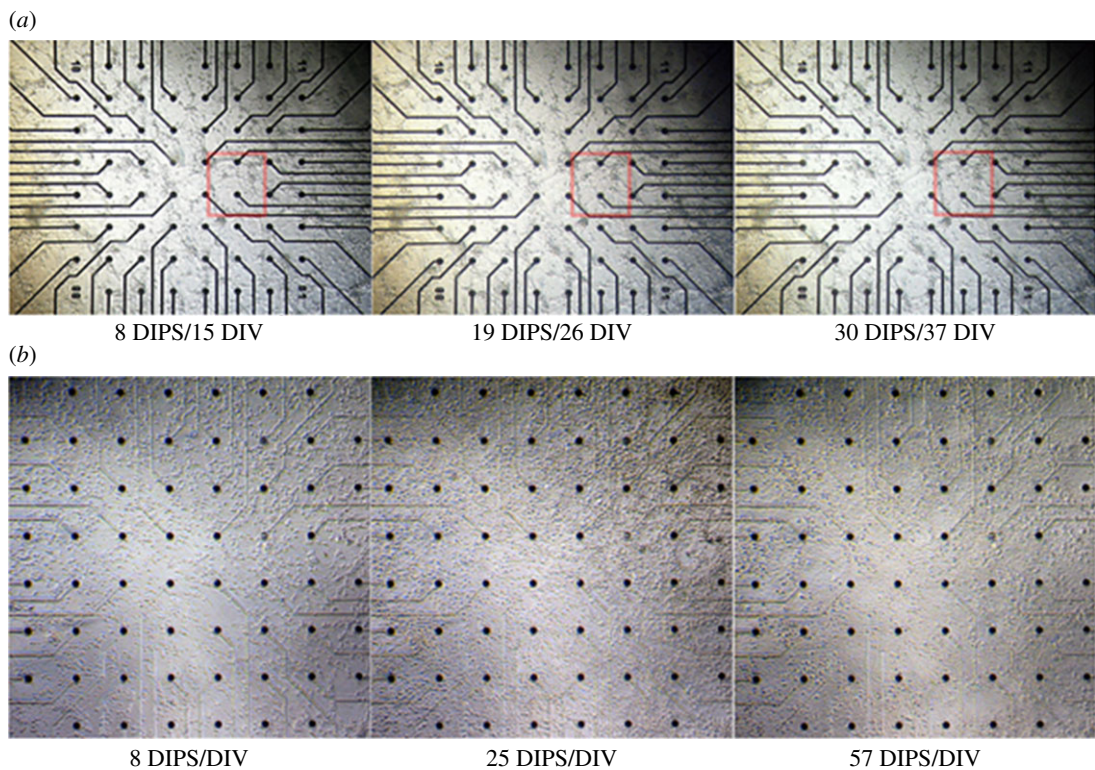 (a)
8 DIPS/15 DIV
19 DIPS/26 DIV
30 DIPS/37 DIV
(b)
8 DIPS/DIV
25 DIPS/DIV
57 DIPS/DIV